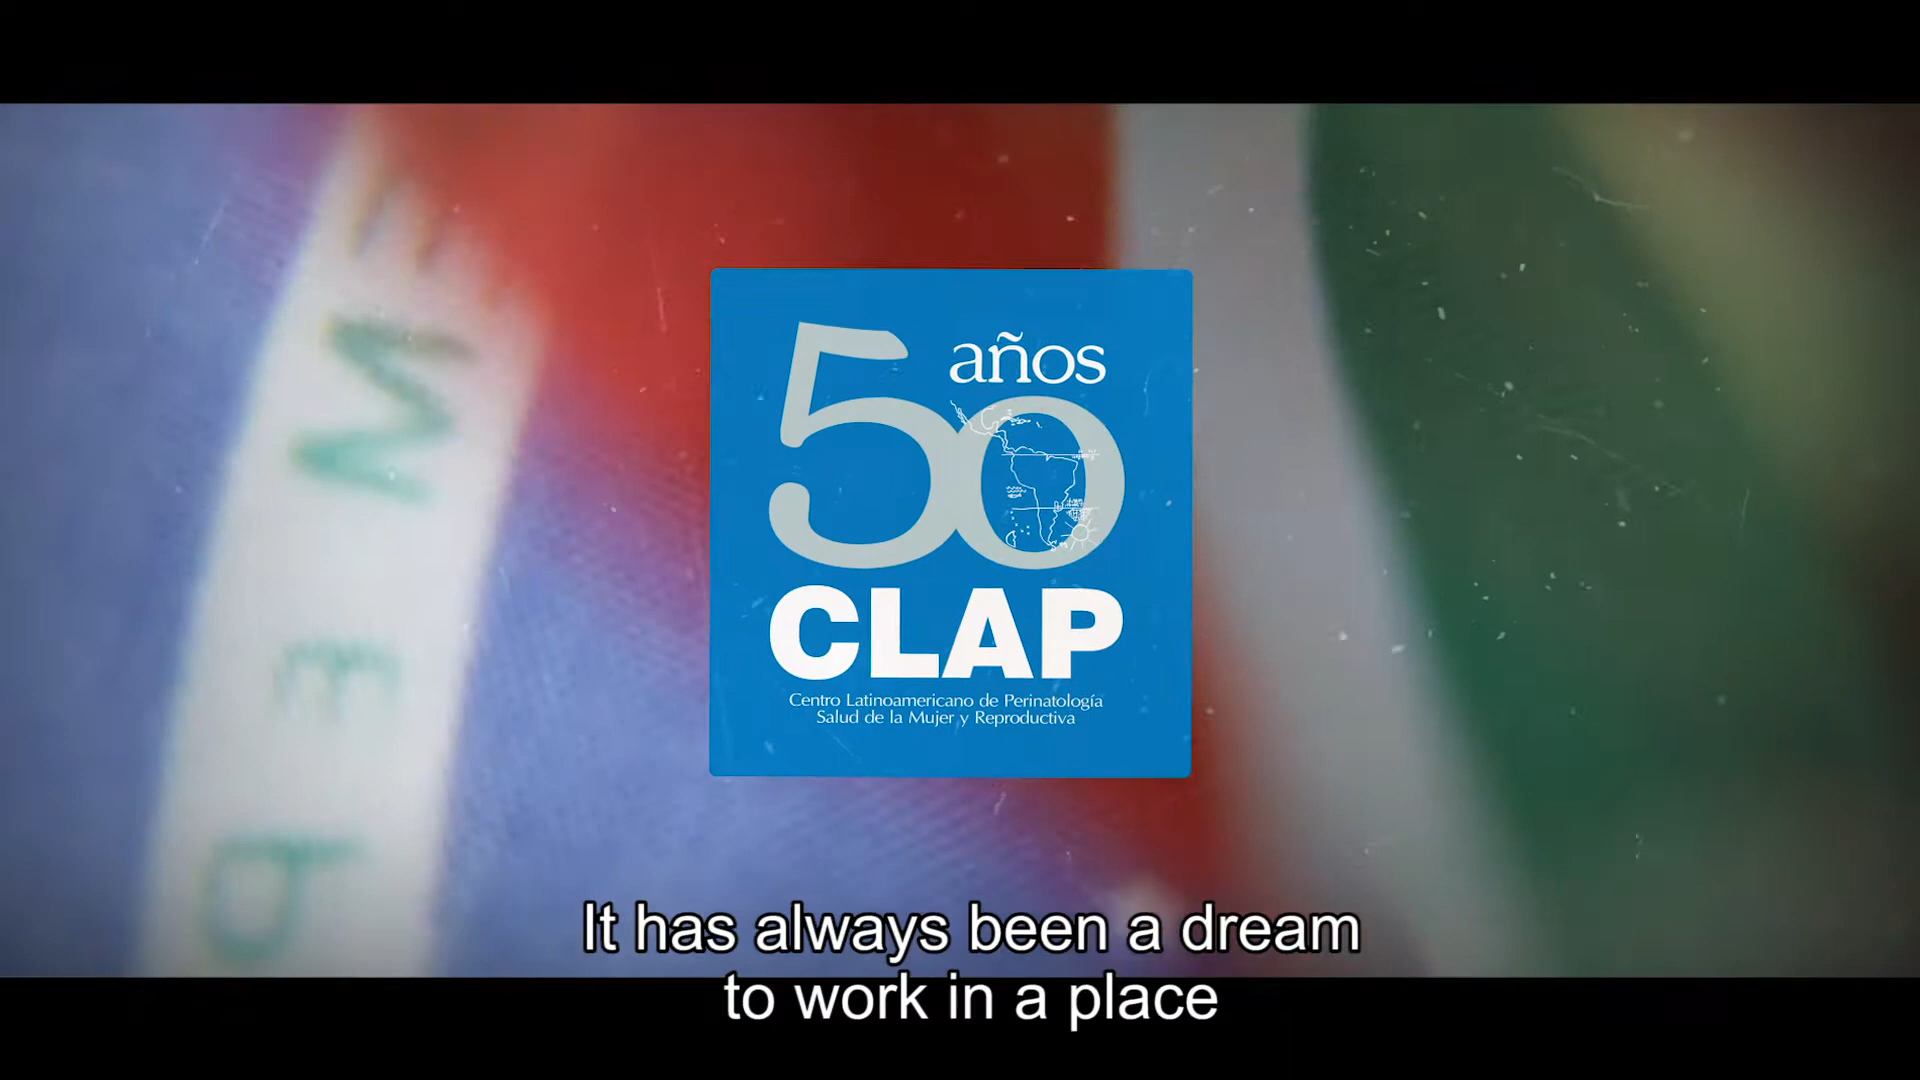 años
50
CLAP
Centro Latinoamericano de Perinatología
Salud de la Mujer y Reproductiva
It has always been a dream
to work in a place